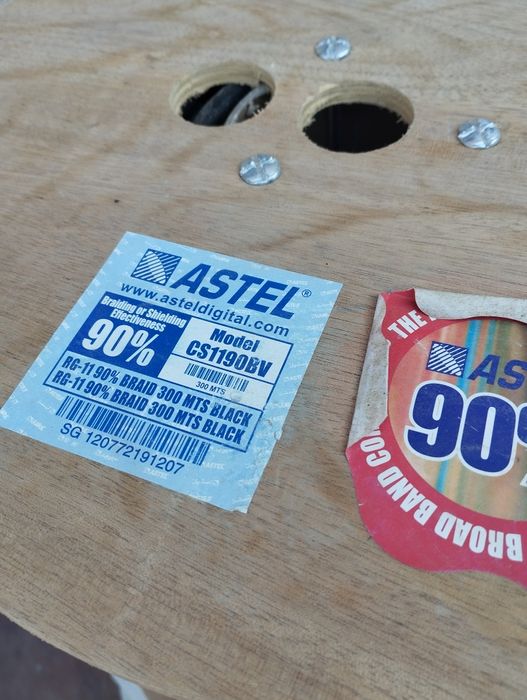 ASTEL®
www.asteldigital.com
Braiding or Shielding
Effectiveness
90%
Model
CS1190BV
300 MTS
RG-11 90% BRAID 300 MTS BLACK
RG-11 90% BRAID 300 MTS BLACK
SG 120772191207
THE
AS
90
BROAD BAND CO